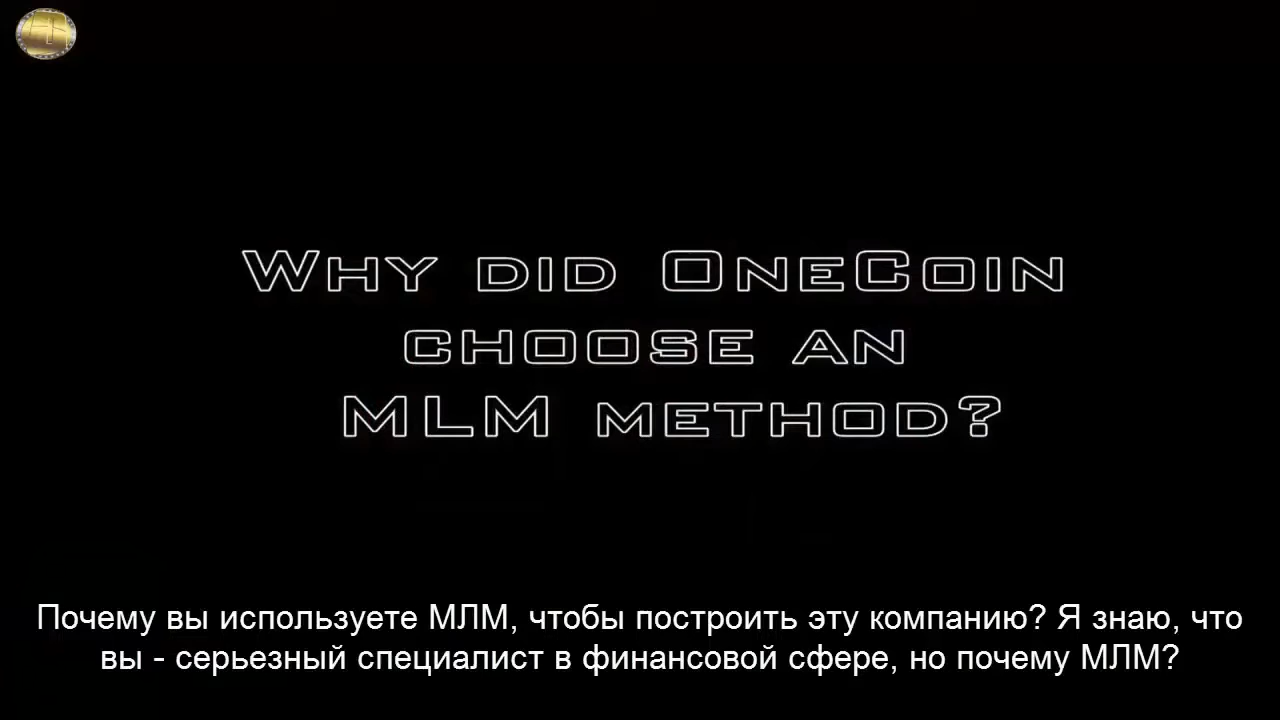 WHY DID ONECOIN
CHOOSE AN
MLM METHOD?
Почему вы используете МЛМ, чтобы построить эту компанию? Я знаю, что
вы - серьезный специалист в финансовой сфере, но почему МЛМ?